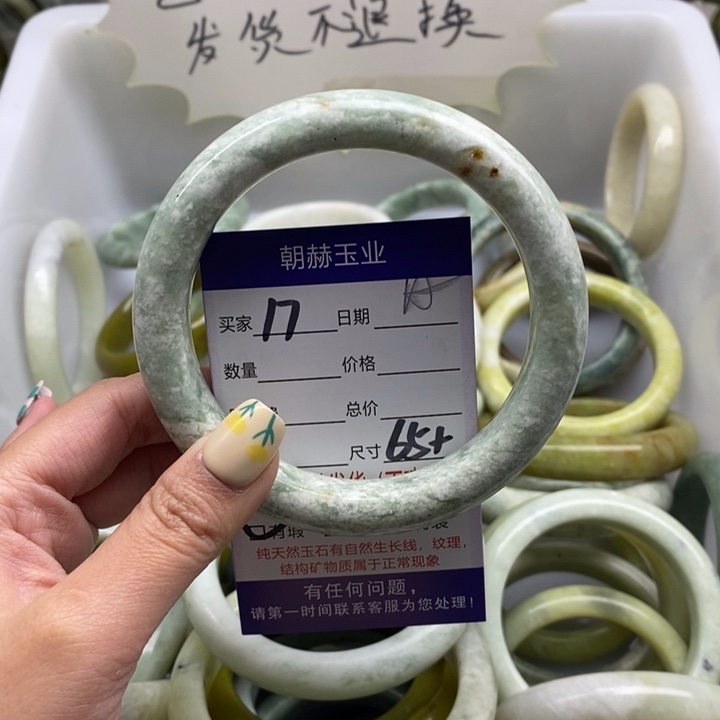 发货不退换
朝赫玉业
买家 17 日期
数量 价格
总价
尺寸 65+
有瑕
纯天然玉石有自然生长线，纹理，
结构矿物质属于正常现象
有任何问题，
请第一时间联系客服为您处理！